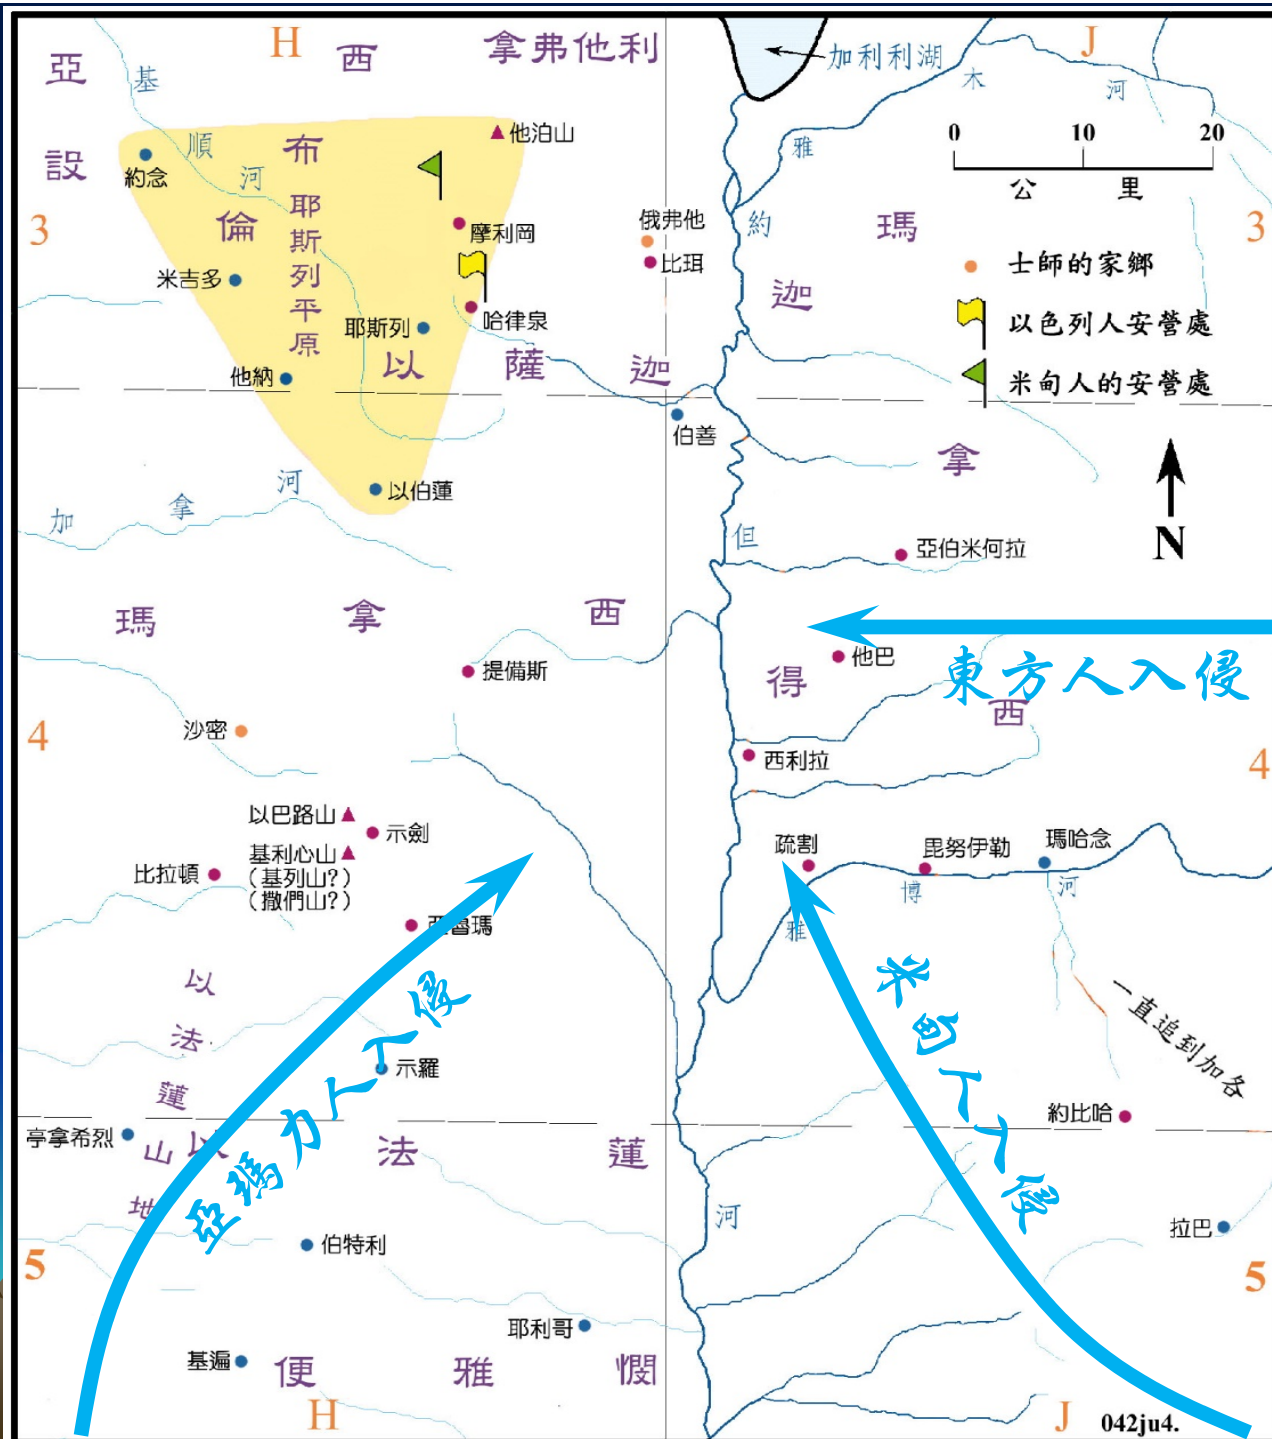 H
西
拿弗他利
J
亞
設
基
順
河
加利利湖
木
河
雅
0 10 20
公 里
他泊山
約念
布
倫
耶
斯
列
平
原
3
摩利岡
俄弗他
比珥
約
瑪
迦
3
士師的家鄉
以色列人安營處
米甸人的安營處
米吉多
耶斯列
哈律泉
他納
以 薩 迦
伯善
拿
以伯蓮
加 拿 河
但
亞伯米何拉
N
瑪 拿 西
提備斯
他巴
得
西
東方人入侵
4
沙密
西利拉
4
以巴路山
示劍
基利心山
(基列山?)
(撒們山?)
比拉頓
亞魯瑪
疏割
毘努伊勒
瑪哈念
雅 博 河
米甸人入侵
一直追到加各
亞瑪力人入侵
以
法
蓮
山
地
示羅
約比哈
亭拿希烈
以 法 蓮
河
拉巴
5
伯特利
5
耶利哥
基遍
便 雅 憫
H
J
042ju4.